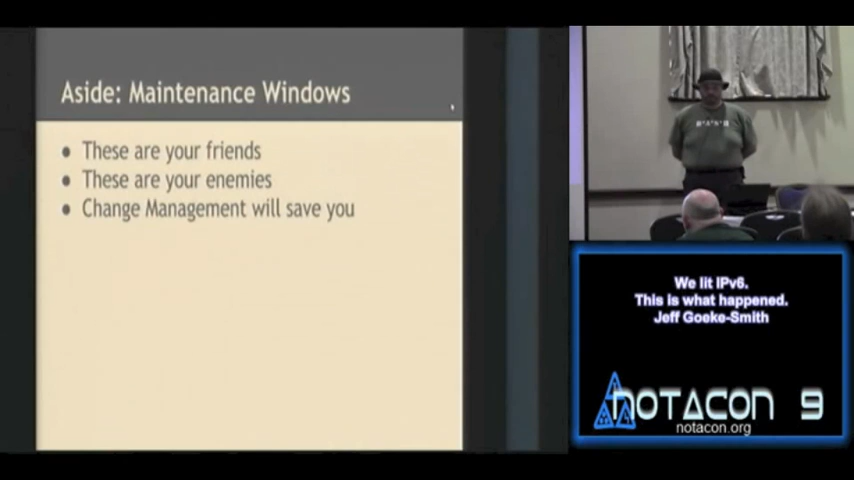 Aside: Maintenance Windows
• These are your friends
• These are your enemies
• Change Management will save you
We lit IPv6.
This is what happened.
Jeff Goeke-Smith
NOTACON 9
notacon.org